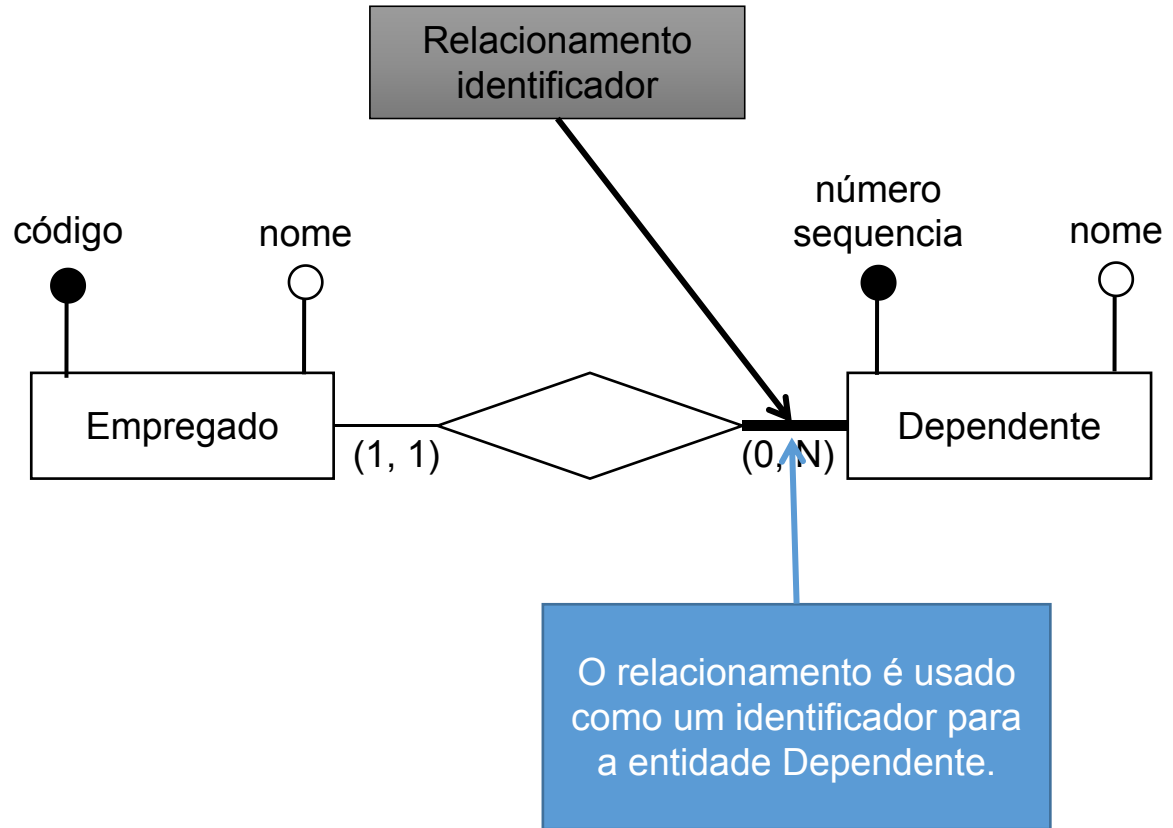 Relacionamento
identificador
código
nome
número
sequencia
nome
Empregado
(1, 1)
(0, N)
Dependente
O relacionamento é usado
como um identificador para
a entidade Dependente.